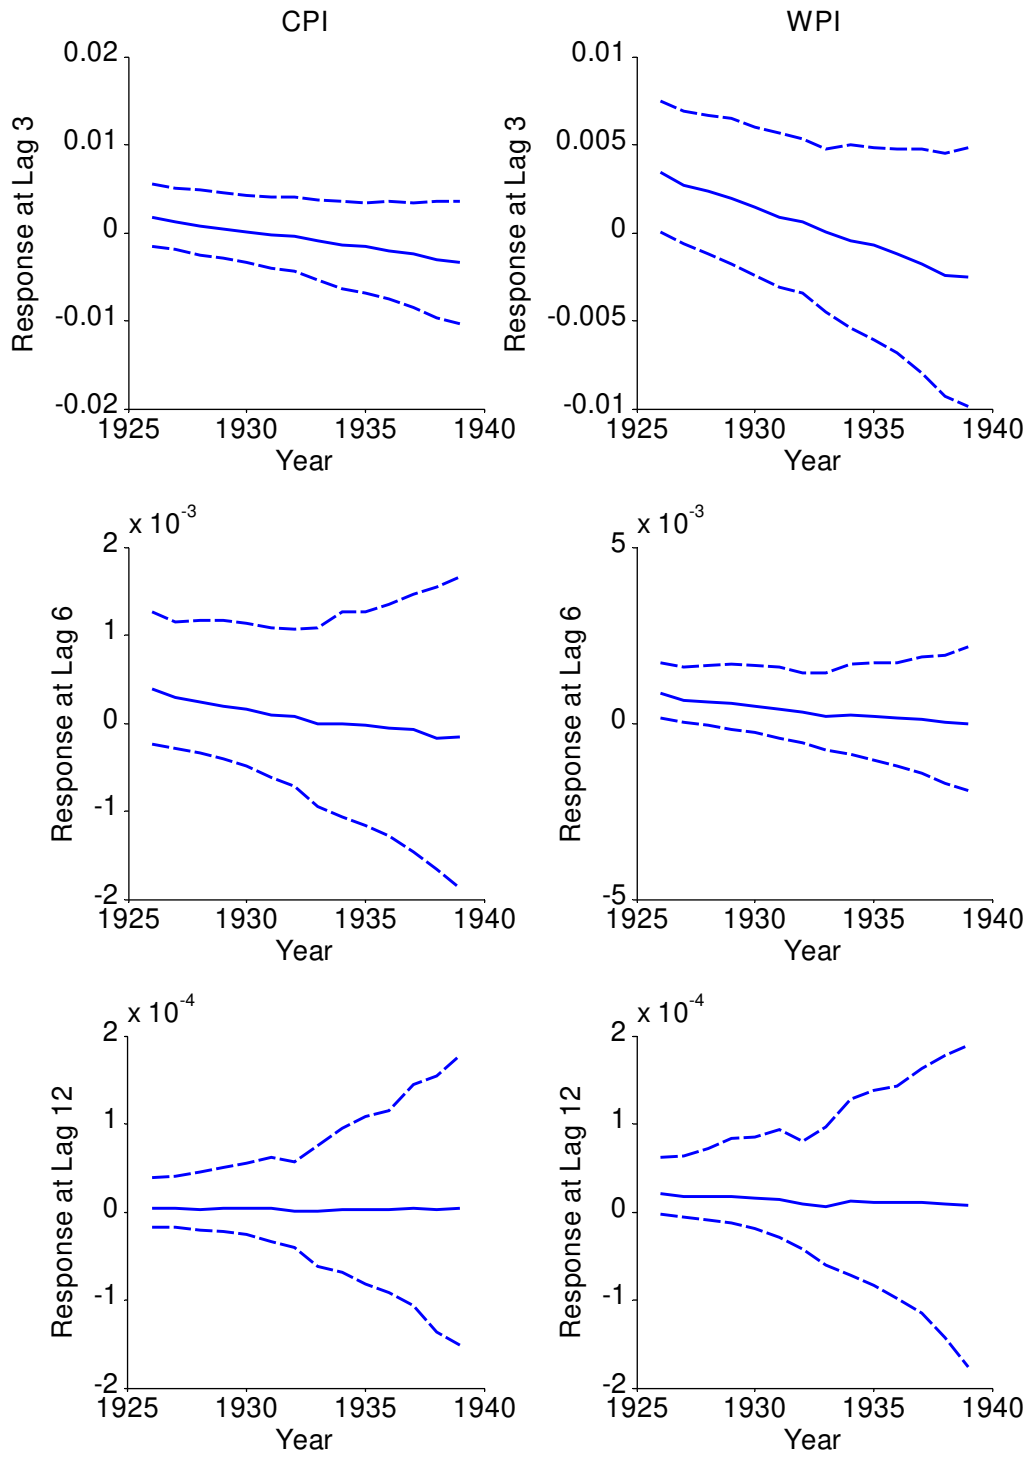 CPI
0.02
0.01
0
-0.01
-0.02
1925 1930 1935 1940
Year
Response at Lag 3
WPI
0.01
0.005
0
-0.005
-0.01
1925 1930 1935 1940
Year
Response at Lag 3
x 10-3
2
1
0
-1
-2
1925 1930 1935 1940
Year
Response at Lag 6
x 10-3
5
0
-5
1925 1930 1935 1940
Year
Response at Lag 6
x 10-4
2
1
0
-1
-2
1925 1930 1935 1940
Year
Response at Lag 12
x 10-4
2
1
0
-1
-2
1925 1930 1935 1940
Year
Response at Lag 12